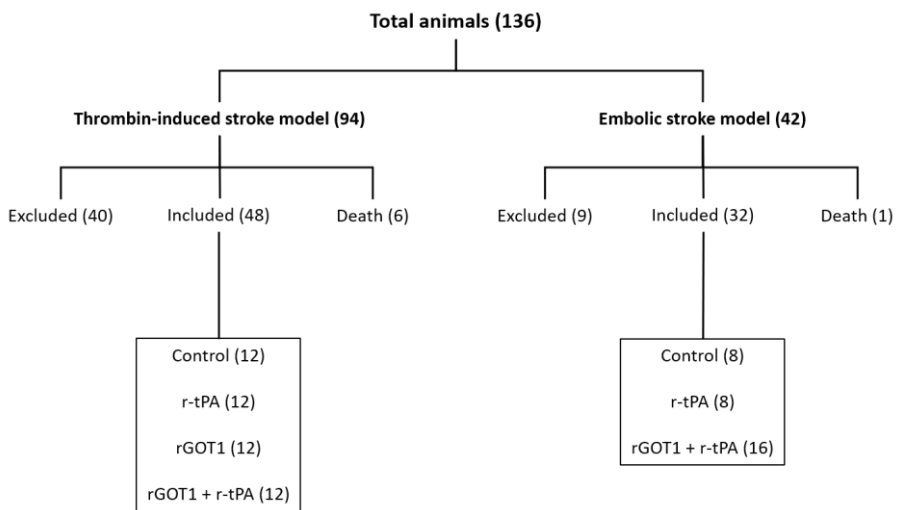 Total animals (136)
Thrombin-induced stroke model (94)
Embolic stroke model (42)
Excluded (40)
Included (48)
Death (6)
Excluded (9)
Included (32)
Death (1)
Control (12)
r-tPA (12)
rGOT1 (12)
rGOT1 + r-tPA (12)
Control (8)
r-tPA (8)
rGOT1 + r-tPA (16)